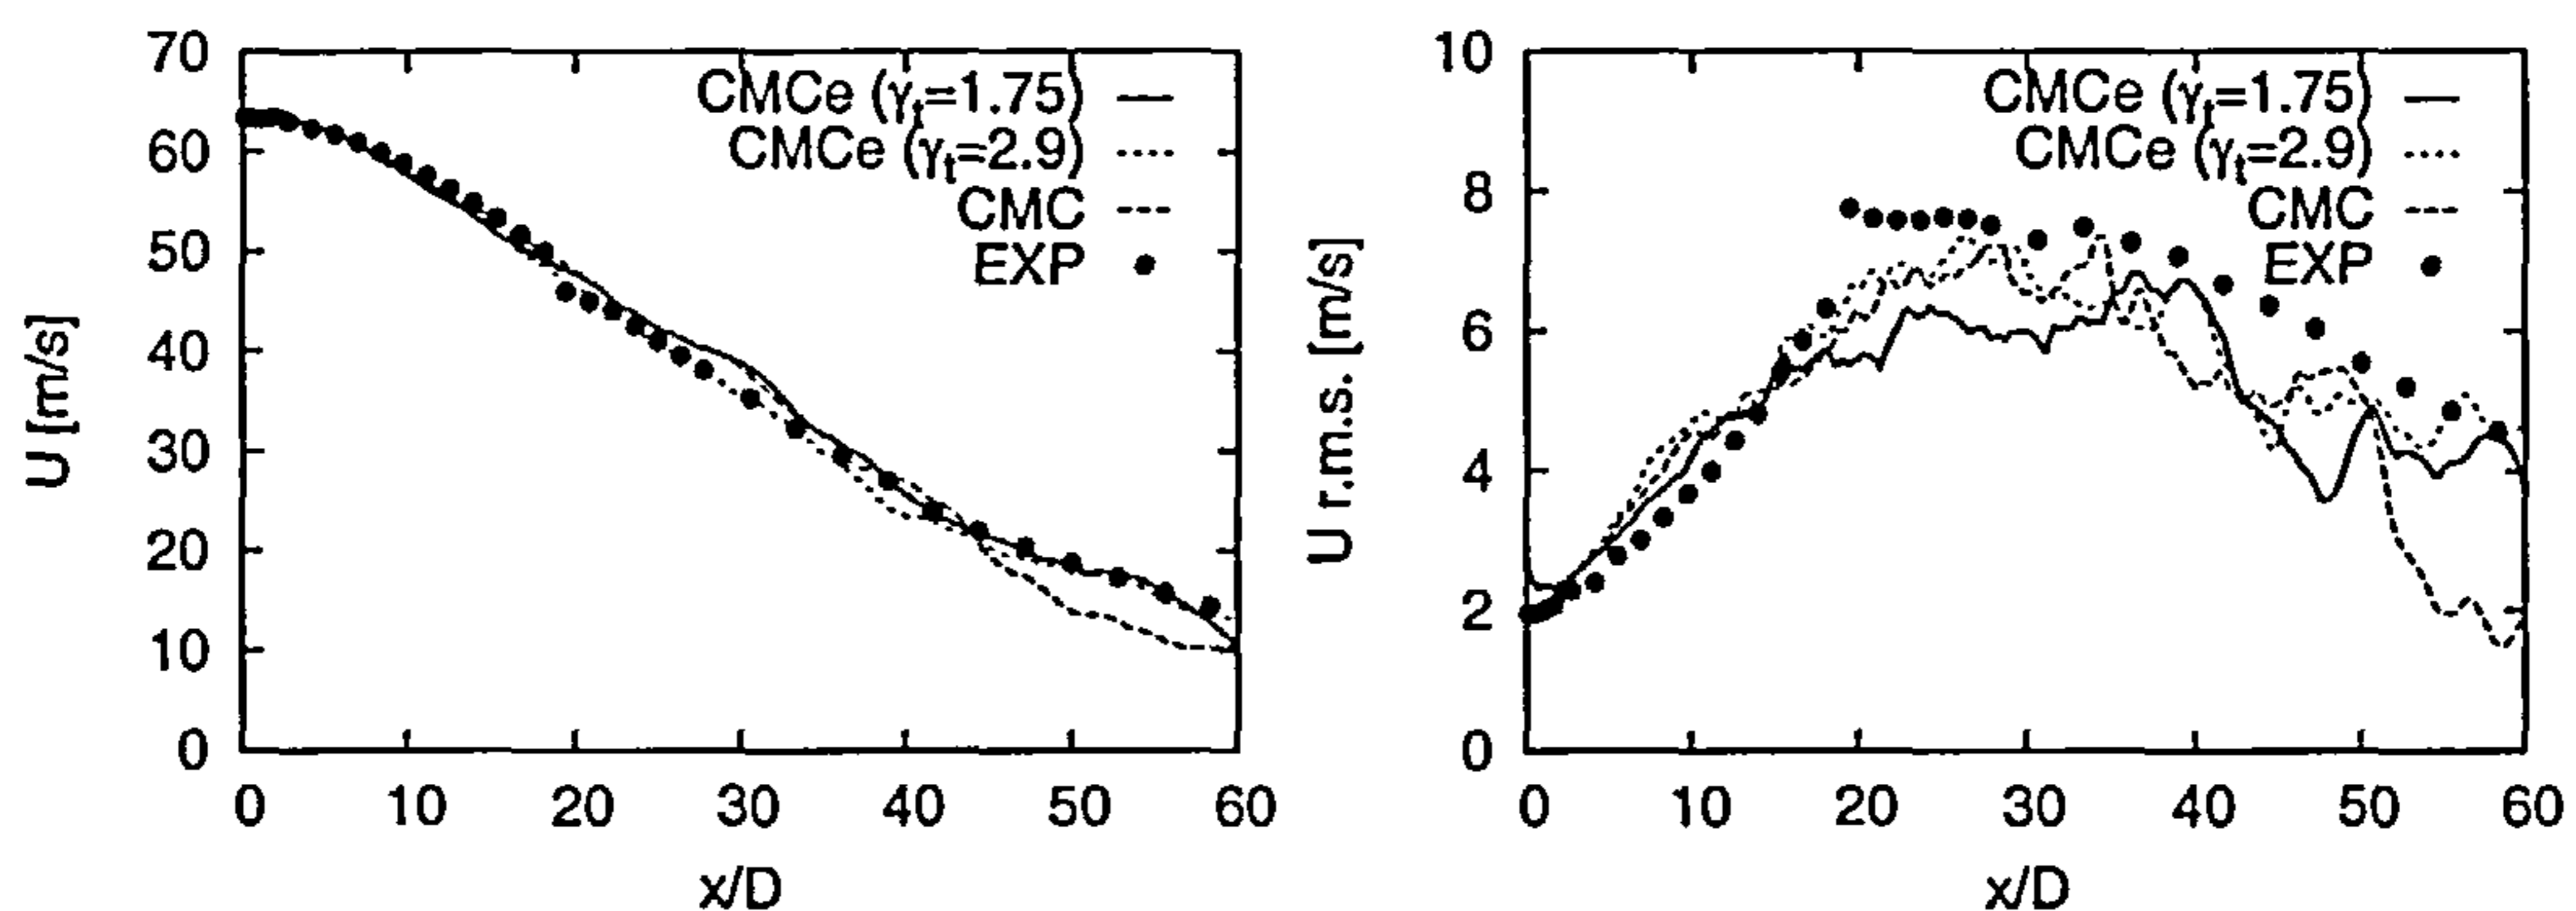 U [m/s]
70
60
50
40
30
20
10
0
CMCe (γt=1.75)
CMCe (γt=2.9)
CMC
EXP
0 10 20 30 40 50 60
x/D
U r.m.s. [m/s]
10
8
6
4
2
0
CMCe (γt=1.75)
CMCe (γt=2.9)
CMC
EXP
0 10 20 30 40 50 60
x/D